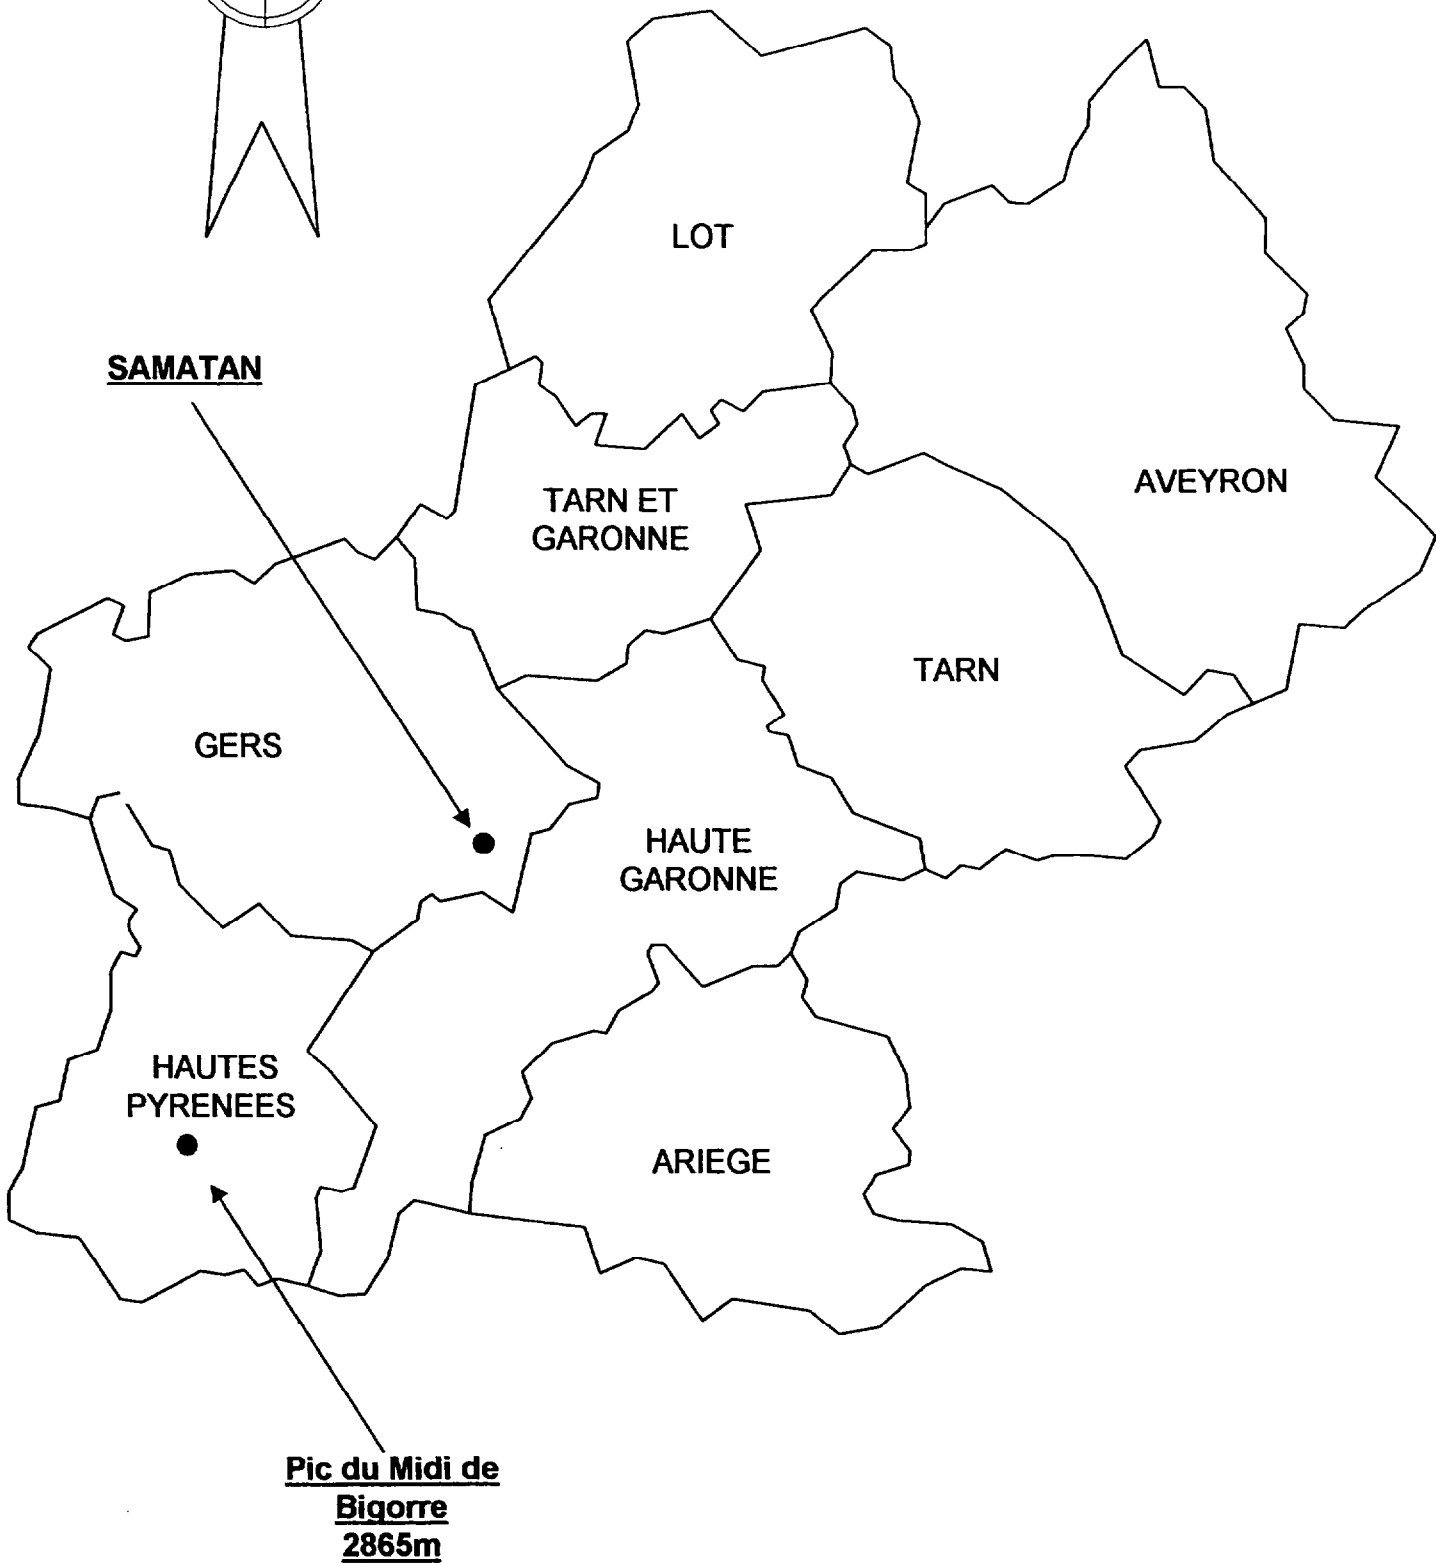 LOT
SAMATAN
AVEYRON
TARN ET
GARONNE
TARN
GERS
HAUTE
GARONNE
HAUTES
PYRENEES
ARIEGE
Pic du Midi de
Bigorre
2865m